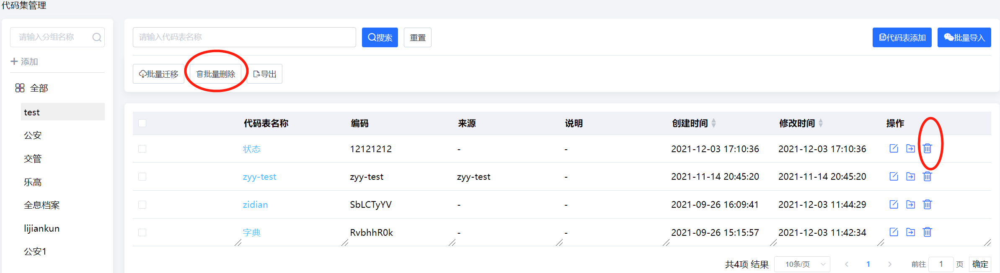 代码集管理
请输入分组名称
添加
全部
test
公安
交管
乐高
全息档案
lijiankun
公安1
请输入代码表名称 搜索 重置 代码表添加 批量导入
批量迁移 批量删除 导出
代码表名称 编码 来源 说明 创建时间 修改时间 操作
状态 12121212 - - 2021-12-03 17:10:36 2021-12-03 17:10:36
zyy-test zyy-test zyy-test - 2021-11-14 20:45:20 2021-11-14 20:45:20
zidian SbLCTyYV - - 2021-09-26 16:09:41 2021-12-03 11:44:29
字典 RvbhhR0k - - 2021-09-26 15:15:57 2021-12-03 11:42:34
共4项 结果 10条/页 1 前往 1 页 确定